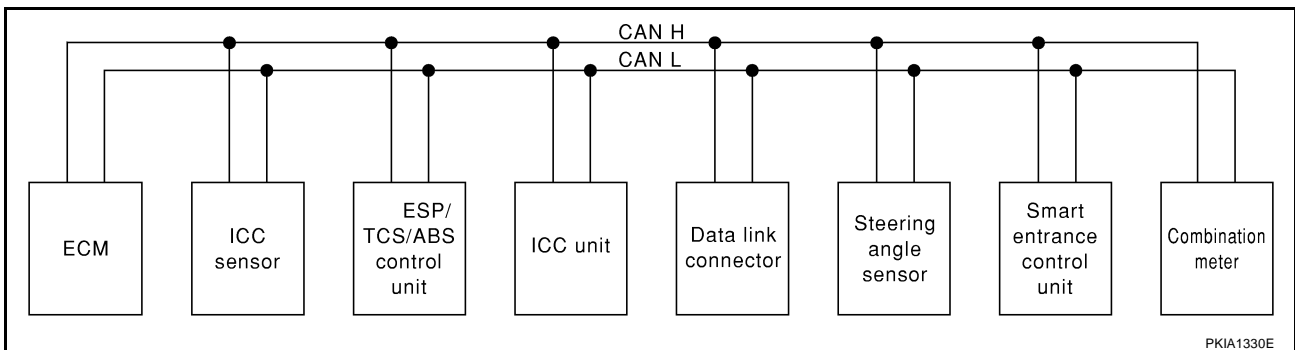 CAN H
CAN L
ECM
ICC
sensor
ESP/
TCS/ABS
control
unit
ICC unit
Data link
connector
Steering
angle
sensor
Smart
entrance
control
unit
Combination
meter
PKIA1330E